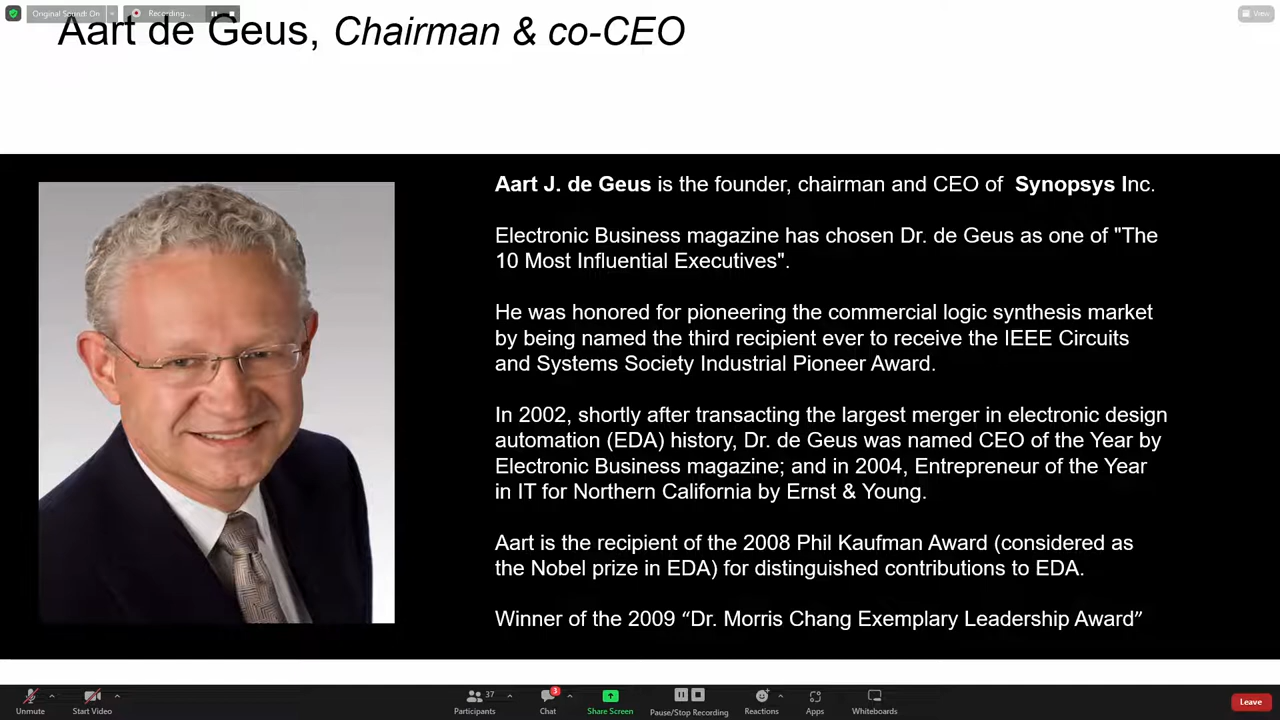 Original Sound: On
Recording...
View
Aart de Geus, Chairman & co-CEO
Aart J. de Geus is the founder, chairman and CEO of Synopsys Inc.
Electronic Business magazine has chosen Dr. de Geus as one of "The
10 Most Influential Executives".
He was honored for pioneering the commercial logic synthesis market
by being named the third recipient ever to receive the IEEE Circuits
and Systems Society Industrial Pioneer Award.
In 2002, shortly after transacting the largest merger in electronic design
automation (EDA) history, Dr. de Geus was named CEO of the Year by
Electronic Business magazine; and in 2004, Entrepreneur of the Year
in IT for Northern California by Ernst & Young.
Aart is the recipient of the 2008 Phil Kaufman Award (considered as
the Nobel prize in EDA) for distinguished contributions to EDA.
Winner of the 2009 “Dr. Morris Chang Exemplary Leadership Award”
37
3
Unmute
Start Video
Participants
Chat
Share Screen
Pause/Stop Recording
Reactions
Apps
Whiteboards
Leave